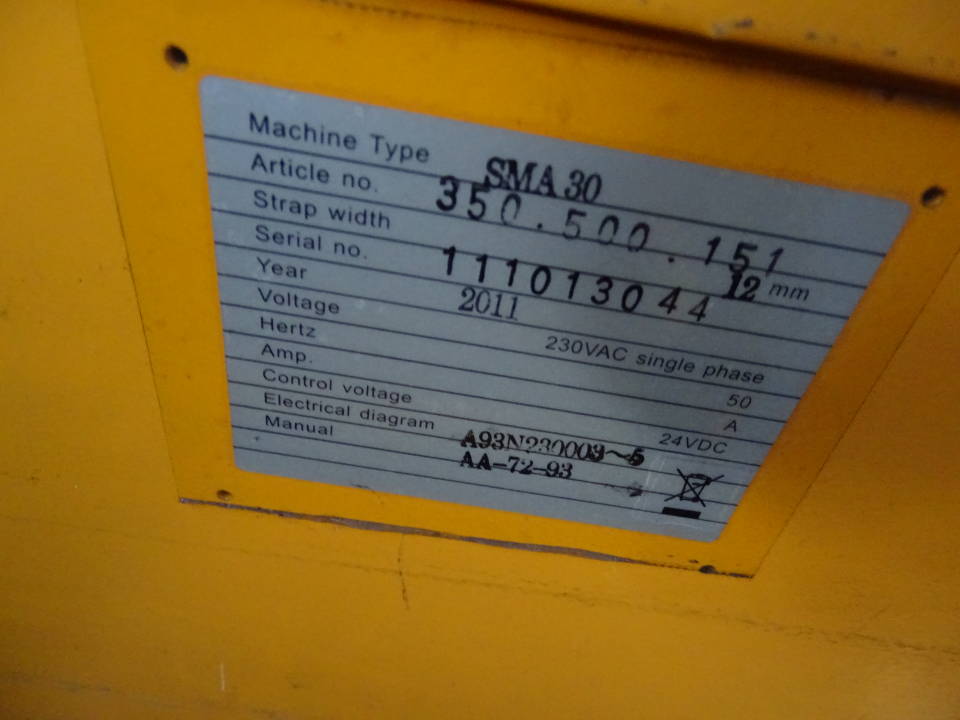 Machine Type SMA 30
Article no. 350.500.151
Strap width 12 mm
Serial no. 111013044
Year 2011
Voltage 230VAC single phase
Hertz 50
Amp. A
Control voltage 24VDC
Electrical diagram A93N230003~5
Manual AA-72-93